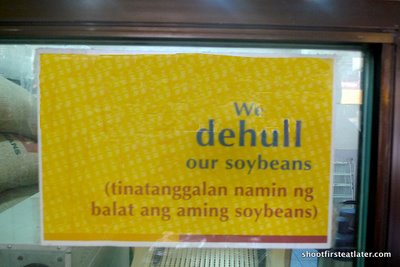 We
dehull
our soybeans
(tinatanggalan namin ng
balat ang aming soybeans)
shootfirsteatlater.com